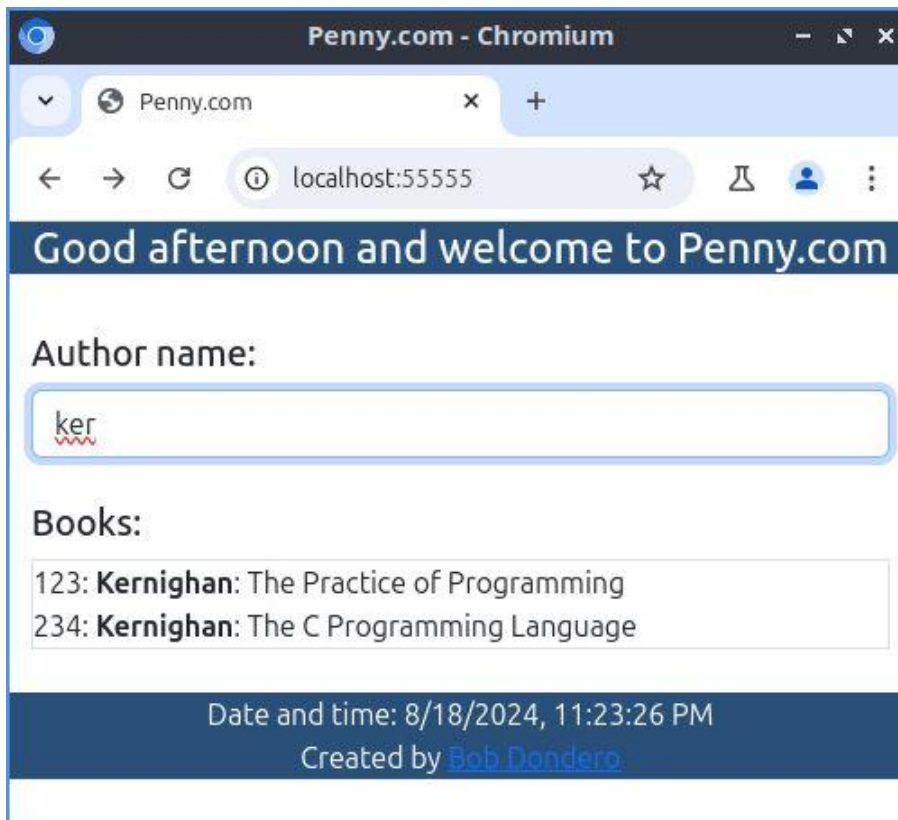 Penny.com - Chromium
Penny.com
localhost:55555
Good afternoon and welcome to Penny.com
Author name:
ker
Books:
123: Kernighan: The Practice of Programming
234: Kernighan: The C Programming Language
Date and time: 8/18/2024, 11:23:26 PM
Created by Bob Dondero